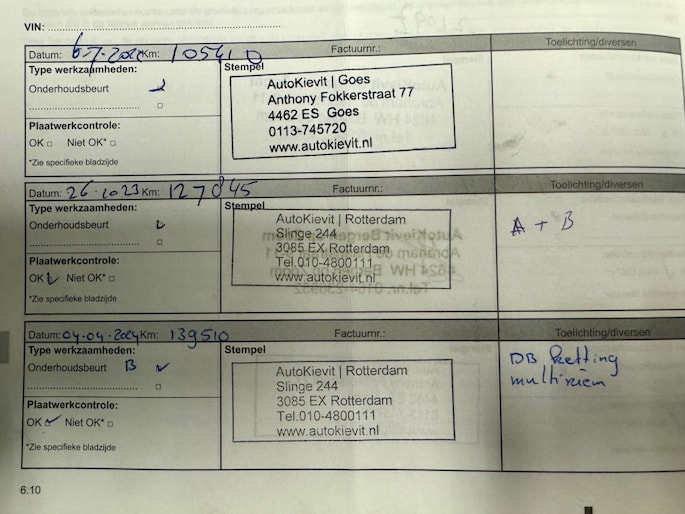 VIN:
Datum: 6-7-2022 Km: 105410 Factuurnr.: Toelichting/diversen
Type werkzaamheden:
Onderhoudsbeurt
Plaatwerkcontrole:
OK □ Niet OK* □
*Zie specifieke bladzijde
Stempel
AutoKievit | Goes
Anthony Fokkerstraat 77
4462 ES Goes
0113-745720
www.autokievit.nl
Datum: 26-10 23 Km: 127845 Factuurnr.: Toelichting/diversen
Type werkzaamheden:
Onderhoudsbeurt
Plaatwerkcontrole:
OK Niet OK* □
*Zie specifieke bladzijde
Stempel
AutoKievit | Rotterdam
Slinge 244
3085 EX Rotterdam
Tel.010-4800111
www.autokievit.nl
A + B
Datum: 04-04-2024 Km: 139510 Factuurnr.: Toelichting/diversen
Type werkzaamheden:
Onderhoudsbeurt B
Plaatwerkcontrole:
OK Niet OK* □
*Zie specifieke bladzijde
Stempel
AutoKievit | Rotterdam
Slinge 244
3085 EX Rotterdam
Tel.010-4800111
www.autokievit.nl
DB ketting
multiriem
6.10